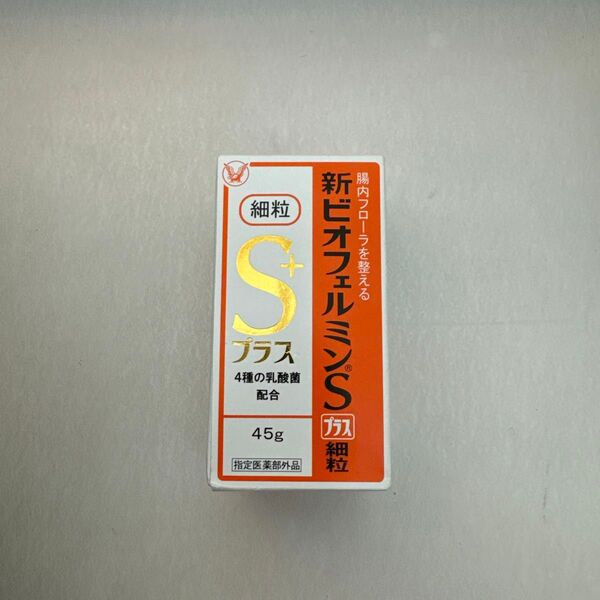 腸内フローラを整える
新ビオフェルミン®S
プラス
細粒
細粒
S+
プラス
4種の乳酸菌
配合
45g
指定医薬部外品